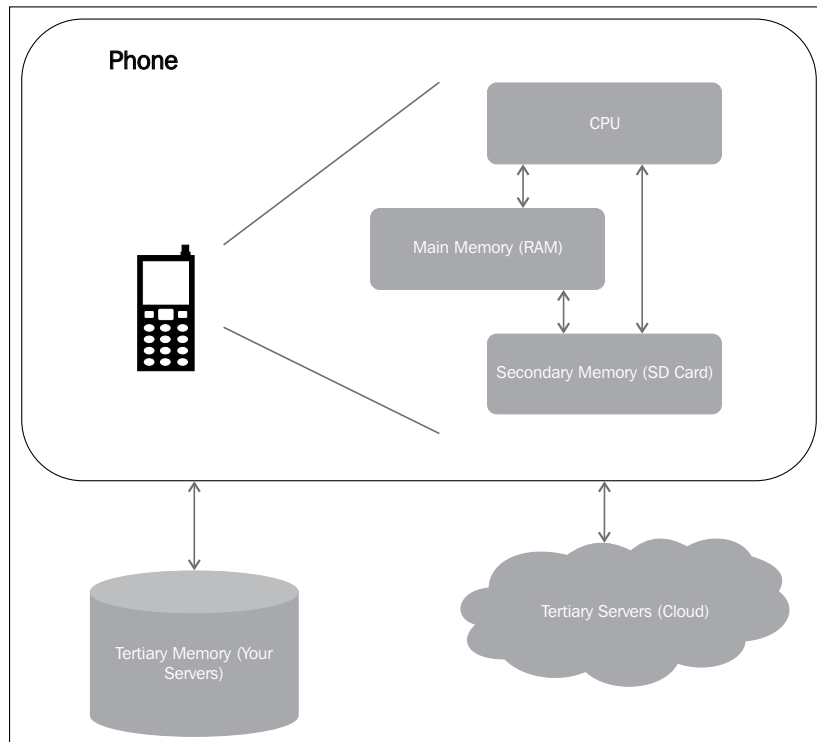 Phone
CPU
Main Memory (RAM)
Secondary Memory (SD Card)
Tertiary Servers (Cloud)
Tertiary Memory (Your
Servers)